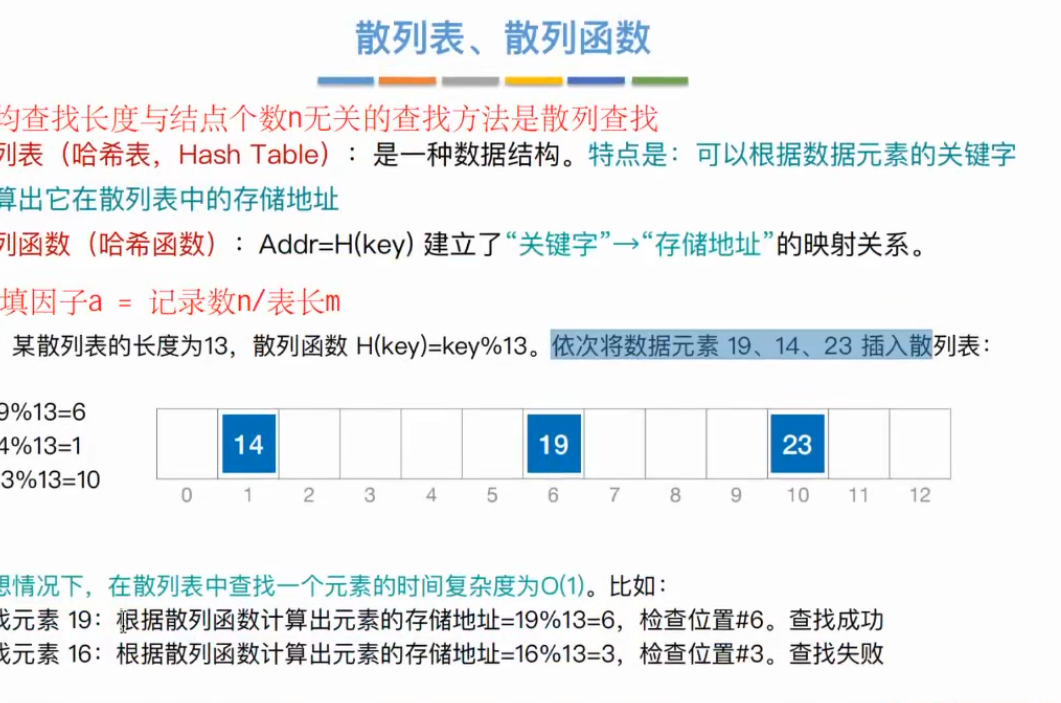 散列表、散列函数
均查找长度与结点个数n无关的查找方法是散列查找
列表（哈希表，Hash Table）：是一种数据结构。特点是：可以根据数据元素的关键字
算出它在散列表中的存储地址
列函数（哈希函数）：Addr=H(key) 建立了“关键字”→“存储地址”的映射关系。
填因子a = 记录数n/表长m
某散列表的长度为13，散列函数 H(key)=key%13。依次将数据元素 19、14、23 插入散列表：
9%13=6
4%13=1
3%13=10
14 19 23
0 1 2 3 4 5 6 7 8 9 10 11 12
想情况下，在散列表中查找一个元素的时间复杂度为O(1)。比如：
找元素 19：根据散列函数计算出元素的存储地址=19%13=6，检查位置#6。查找成功
找元素 16：根据散列函数计算出元素的存储地址=16%13=3，检查位置#3。查找失败